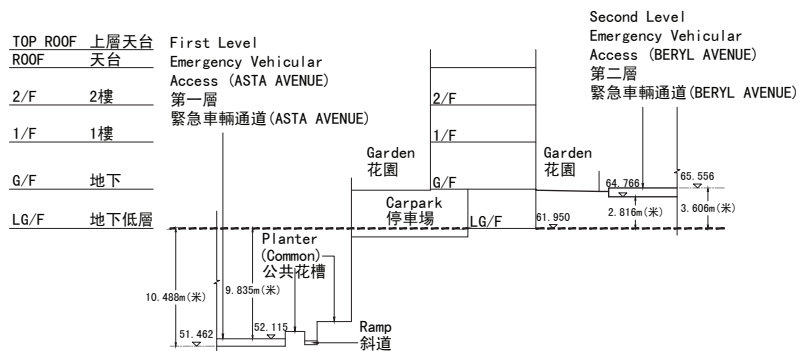 TOP ROOF 上層天台
ROOF 天台
2/F 2樓
1/F 1樓
G/F 地下
LG/F 地下低層
First Level
Emergency Vehicular
Access (ASTA AVENUE)
第一層
緊急車輛通道(ASTA AVENUE)
Second Level
Emergency Vehicular
Access (BERYL AVENUE)
第二層
緊急車輛通道(BERYL AVENUE)
2/F
1/F
G/F
LG/F
Garden
花園
Carpark
停車場
Garden
花園
64.766
65.556
2.816m(米)
3.606m(米)
61.950
Planter
(Common)
公共花槽
10.488m(米)
9.835m(米)
51.462
52.115
Ramp
斜道